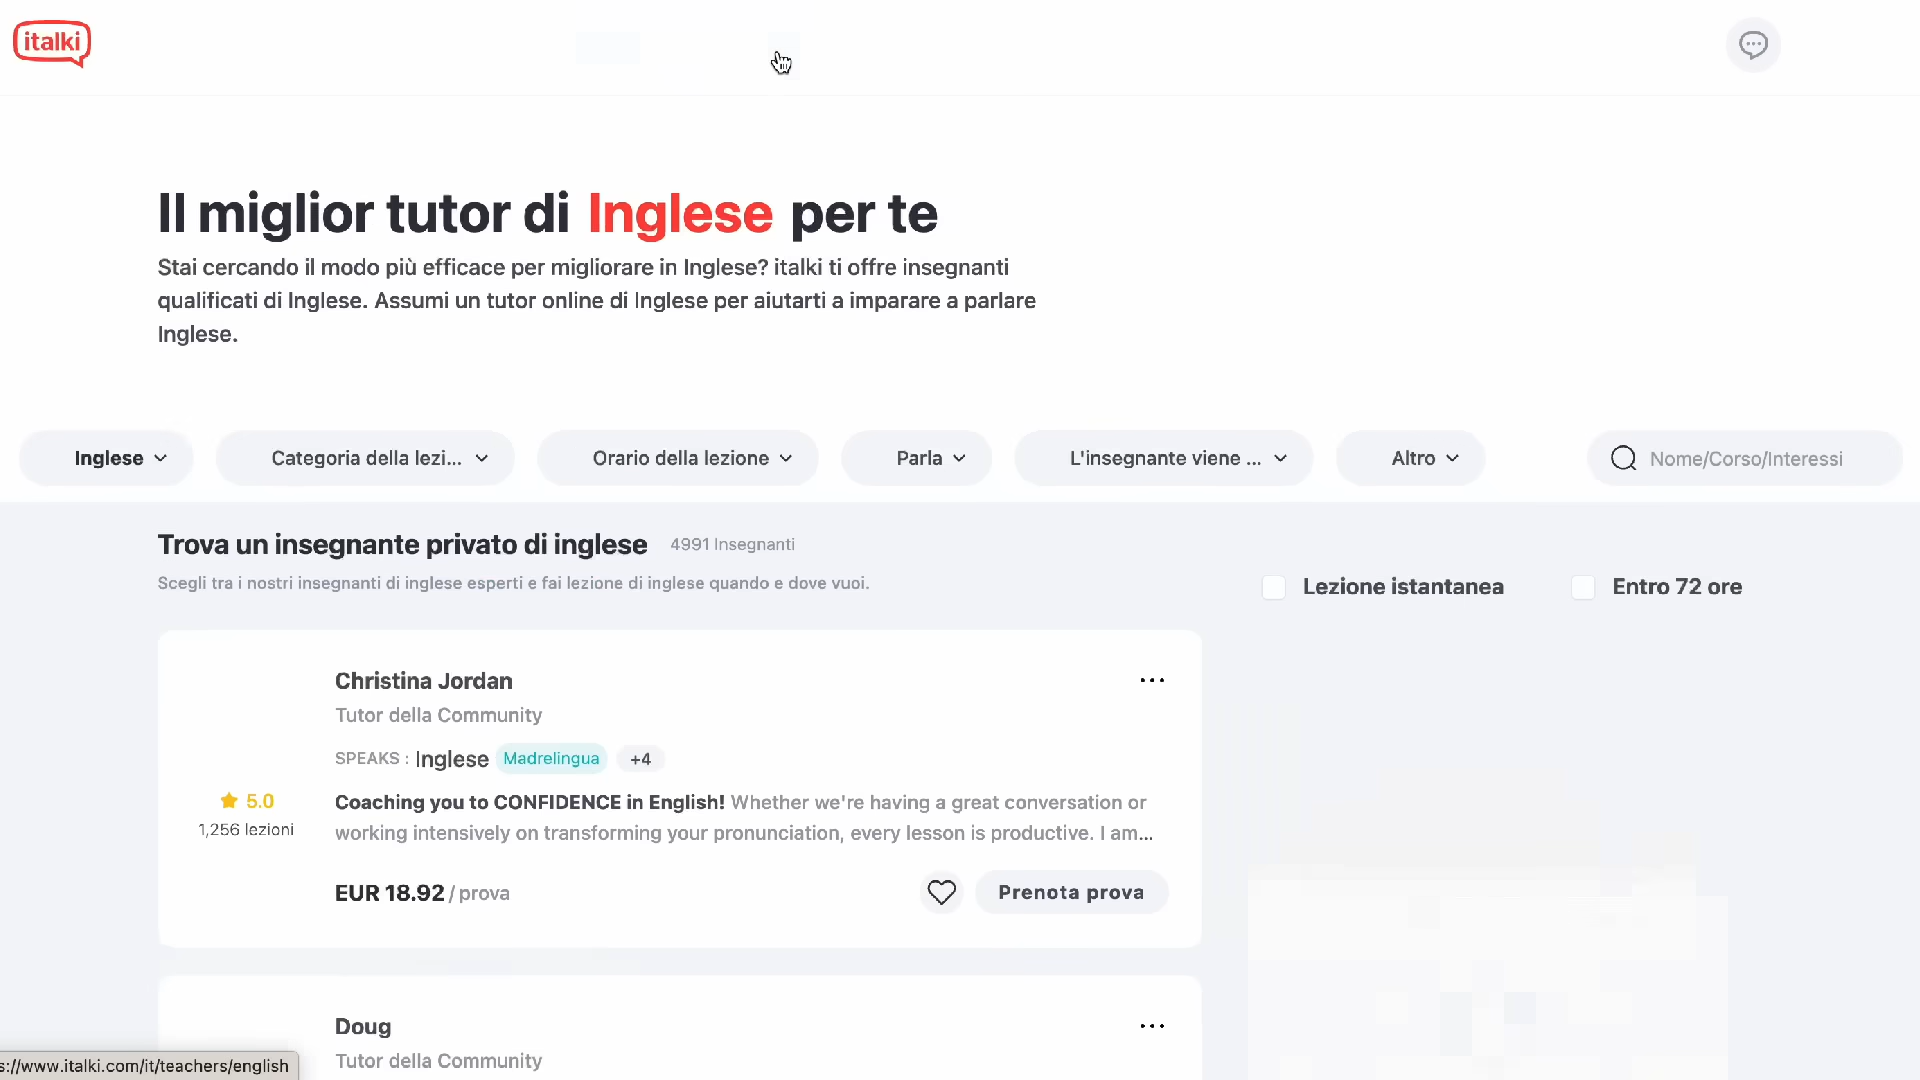 italki
Il miglior tutor di Inglese per te
Stai cercando il modo più efficace per migliorare in Inglese? italki ti offre insegnanti
qualificati di Inglese. Assumi un tutor online di Inglese per aiutarti a imparare a parlare
Inglese.
Inglese
Categoria della lezi...
Orario della lezione
Parla
L'insegnante viene ...
Altro
Nome/Corso/Interessi
Trova un insegnante privato di inglese
4991 Insegnanti
Scegli tra i nostri insegnanti di inglese esperti e fai lezione di inglese quando e dove vuoi.
Lezione istantanea
Entro 72 ore
Christina Jordan
Tutor della Community
SPEAKS : Inglese Madrelingua +4
5.0
1,256 lezioni
Coaching you to CONFIDENCE in English! Whether we're having a great conversation or
working intensively on transforming your pronunciation, every lesson is productive. I am...
EUR 18.92 / prova
Prenota prova
Doug
Tutor della Community
s://www.italki.com/it/teachers/english